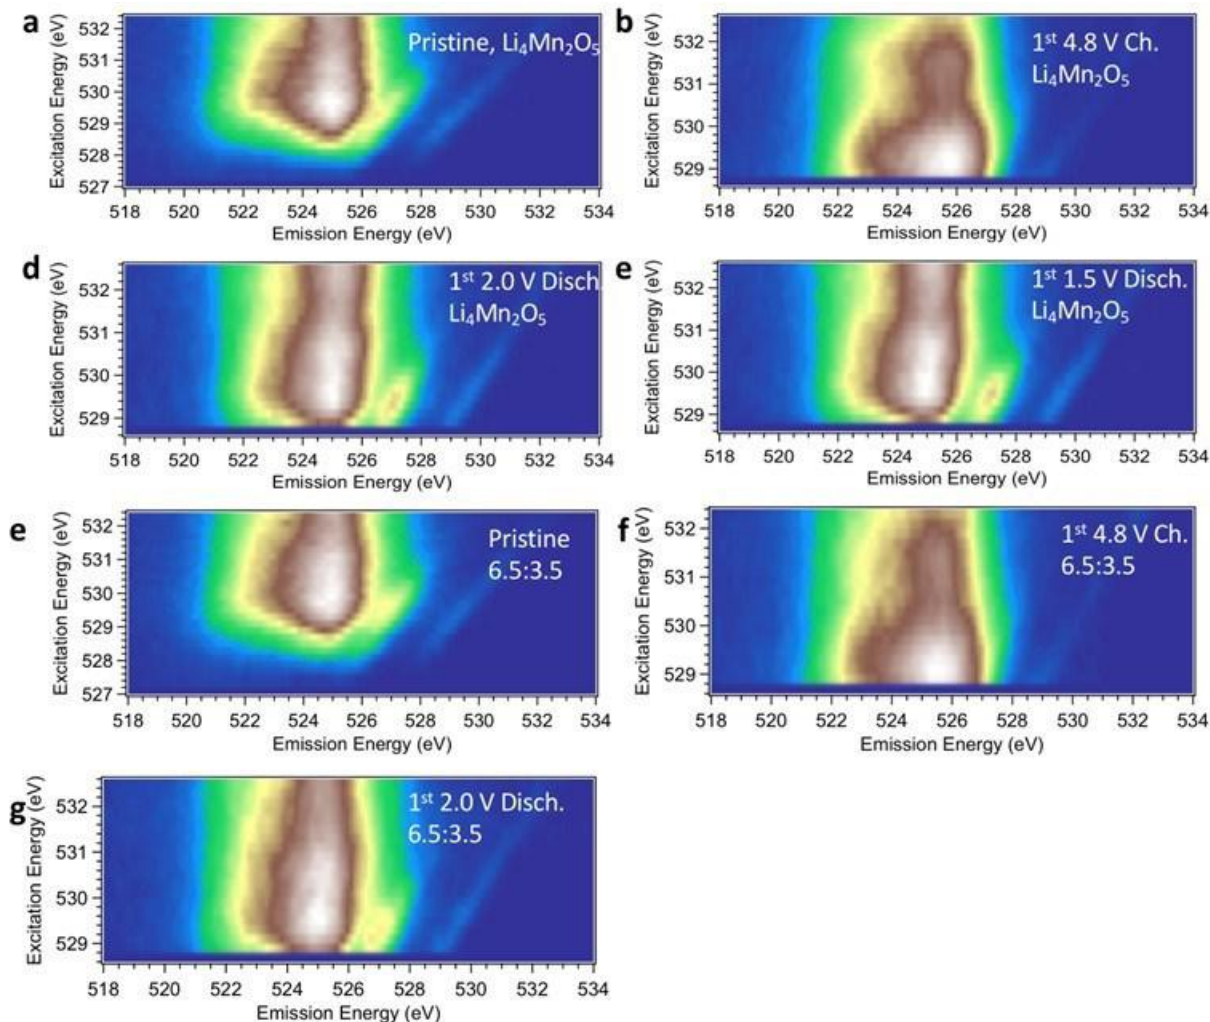 a
Pristine, Li4Mn2O5
Excitation Energy (eV)
532
531
530
529
528
527
518 520 522 524 526 528 530 532 534
Emission Energy (eV)
b
1st 4.8 V Ch.
Li4Mn2O5
Excitation Energy (eV)
532
531
530
529
518 520 522 524 526 528 530 532 534
Emission Energy (eV)
d
1st 2.0 V Disch
Li4Mn2O5
Excitation Energy (eV)
532
531
530
529
518 520 522 524 526 528 530 532 534
Emission Energy (eV)
e
1st 1.5 V Disch.
Li4Mn2O5
Excitation Energy (eV)
532
531
530
529
518 520 522 524 526 528 530 532 534
Emission Energy (eV)
e
Pristine
6.5:3.5
Excitation Energy (eV)
532
531
530
529
528
527
518 520 522 524 526 528 530 532 534
Emission Energy (eV)
f
1st 4.8 V Ch.
6.5:3.5
Excitation Energy (eV)
532
531
530
529
518 520 522 524 526 528 530 532 534
Emission Energy (eV)
g
1st 2.0 V Disch.
6.5:3.5
Excitation Energy (eV)
532
531
530
529
518 520 522 524 526 528 530 532 534
Emission Energy (eV)